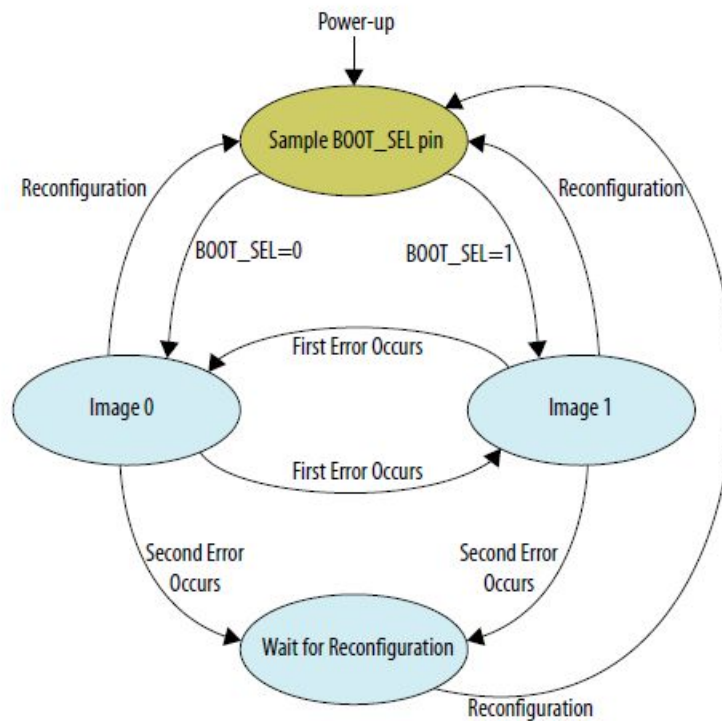 Power-up
Sample BOOT_SEL pin
Reconfiguration
Reconfiguration
BOOT_SEL=0
BOOT_SEL=1
First Error Occurs
Image 0
Image 1
First Error Occurs
Second Error
Occurs
Second Error
Occurs
Wait for Reconfiguration
Reconfiguration